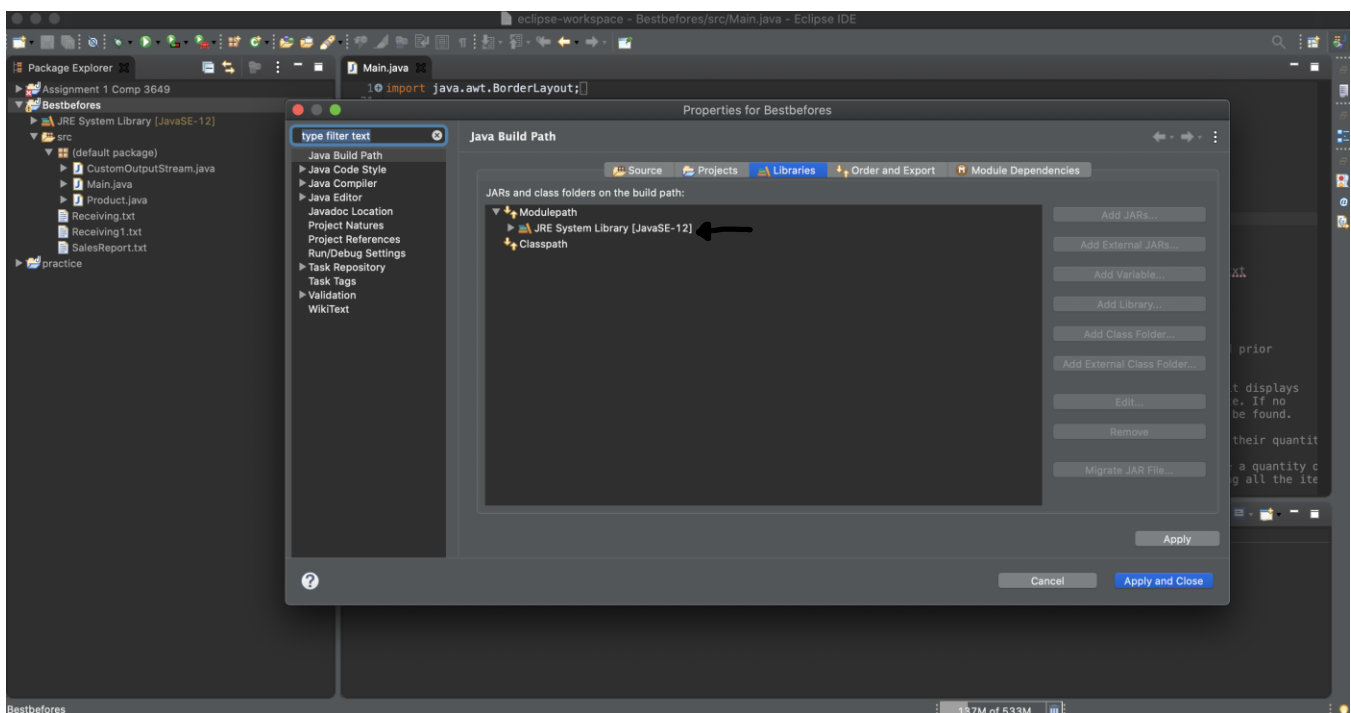 eclipse-workspace - Bestbefores/src/Main.java - Eclipse IDE
Package Explorer
Main.java
Assignment 1 Comp 3649
Bestbefores
JRE System Library [JavaSE-12]
src
(default package)
CustomOutputStream.java
Main.java
Product.java
Receiving.txt
Receiving1.txt
SalesReport.txt
practice
1 import java.awt.BorderLayout;
Properties for Bestbefores
type filter text
Java Build Path
Java Code Style
Java Compiler
Java Editor
Javadoc Location
Project Natures
Project References
Run/Debug Settings
Task Repository
Task Tags
Validation
WikiText
Java Build Path
Source Projects Libraries Order and Export Module Dependencies
JARs and class folders on the build path:
Modulepath
JRE System Library [JavaSE-12]
Classpath
Add JARs...
Add External JARs...
Add Variable...
Add Library...
Add Class Folder...
Add External Class Folder...
Edit...
Remove
Migrate JAR File...
Apply
Cancel
Apply and Close
xt
prior
t displays
e. If no
be found.
their quantit
a quantity
g all the ite
Bestbefores
137M of 533M